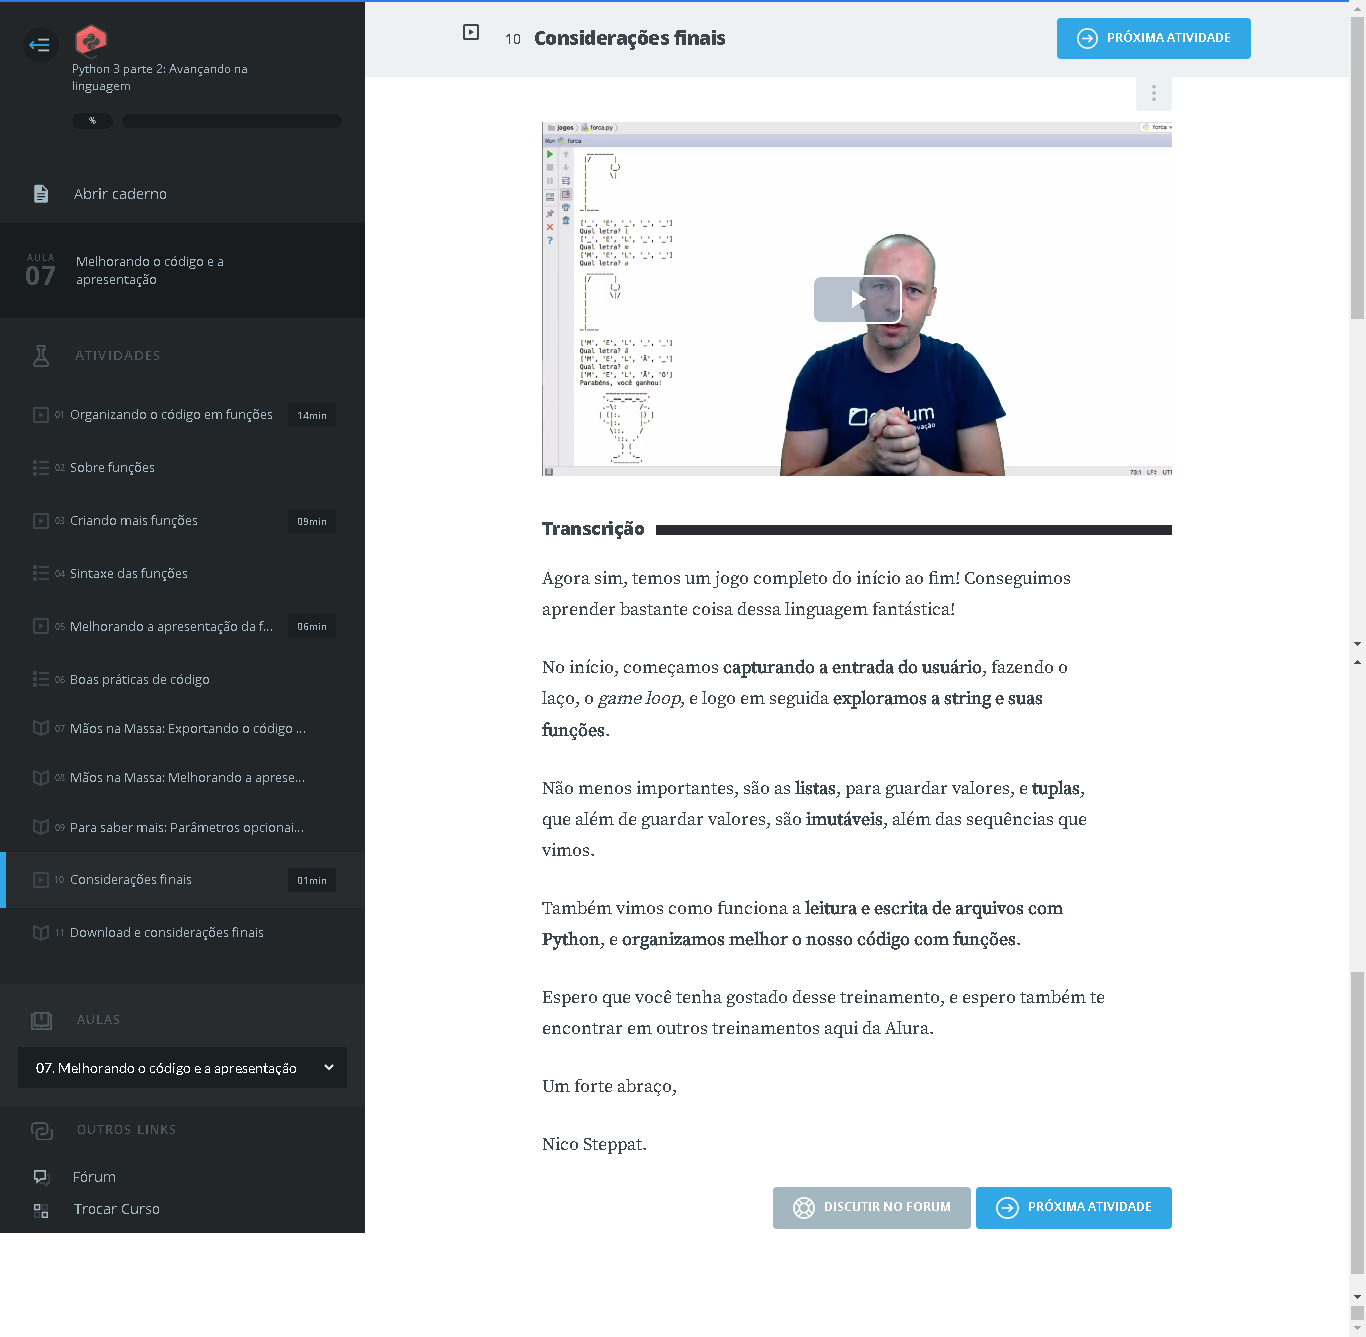 Python 3 parte 2: Avançando na
linguagem
%
Abrir caderno
AULA
07
Melhorando o código e a
apresentação
ATIVIDADES
01 Organizando o código em funções 14min
02 Sobre funções
03 Criando mais funções 09min
04 Sintaxe das funções
05 Melhorando a apresentação da f... 06min
06 Boas práticas de código
07 Mãos na Massa: Exportando o código ...
08 Mãos na Massa: Melhorando a aprese...
09 Para saber mais: Parâmetros opcionai...
10 Considerações finais 01min
11 Download e considerações finais
AULAS
07. Melhorando o código e a apresentação
OUTROS LINKS
Fórum
Trocar Curso
10 Considerações finais
PRÓXIMA ATIVIDADE
jogos forca.py
forca
Run forca
['_', 'E', '_', '_', '_']
Qual letra? l
['_', 'E', 'L', '_', '_']
Qual letra? m
['M', 'E', 'L', '_', '_']
Qual letra? a
['M', 'E', 'L', '_', '_']
Qual letra? ã
['M', 'E', 'L', 'Ã', '_']
Qual letra? o
['M', 'E', 'L', 'Ã', 'O']
Parabéns, você ganhou!
73:1 LF÷ UT
Transcrição
Agora sim, temos um jogo completo do início ao fim! Conseguimos
aprender bastante coisa dessa linguagem fantástica!
No início, começamos capturando a entrada do usuário, fazendo o
laço, o game loop, e logo em seguida exploramos a string e suas
funções.
Não menos importantes, são as listas, para guardar valores, e tuplas,
que além de guardar valores, são imutáveis, além das sequências que
vimos.
Também vimos como funciona a leitura e escrita de arquivos com
Python, e organizamos melhor o nosso código com funções.
Espero que você tenha gostado desse treinamento, e espero também te
encontrar em outros treinamentos aqui da Alura.
Um forte abraço,
Nico Steppat.
DISCUTIR NO FORUM
PRÓXIMA ATIVIDADE